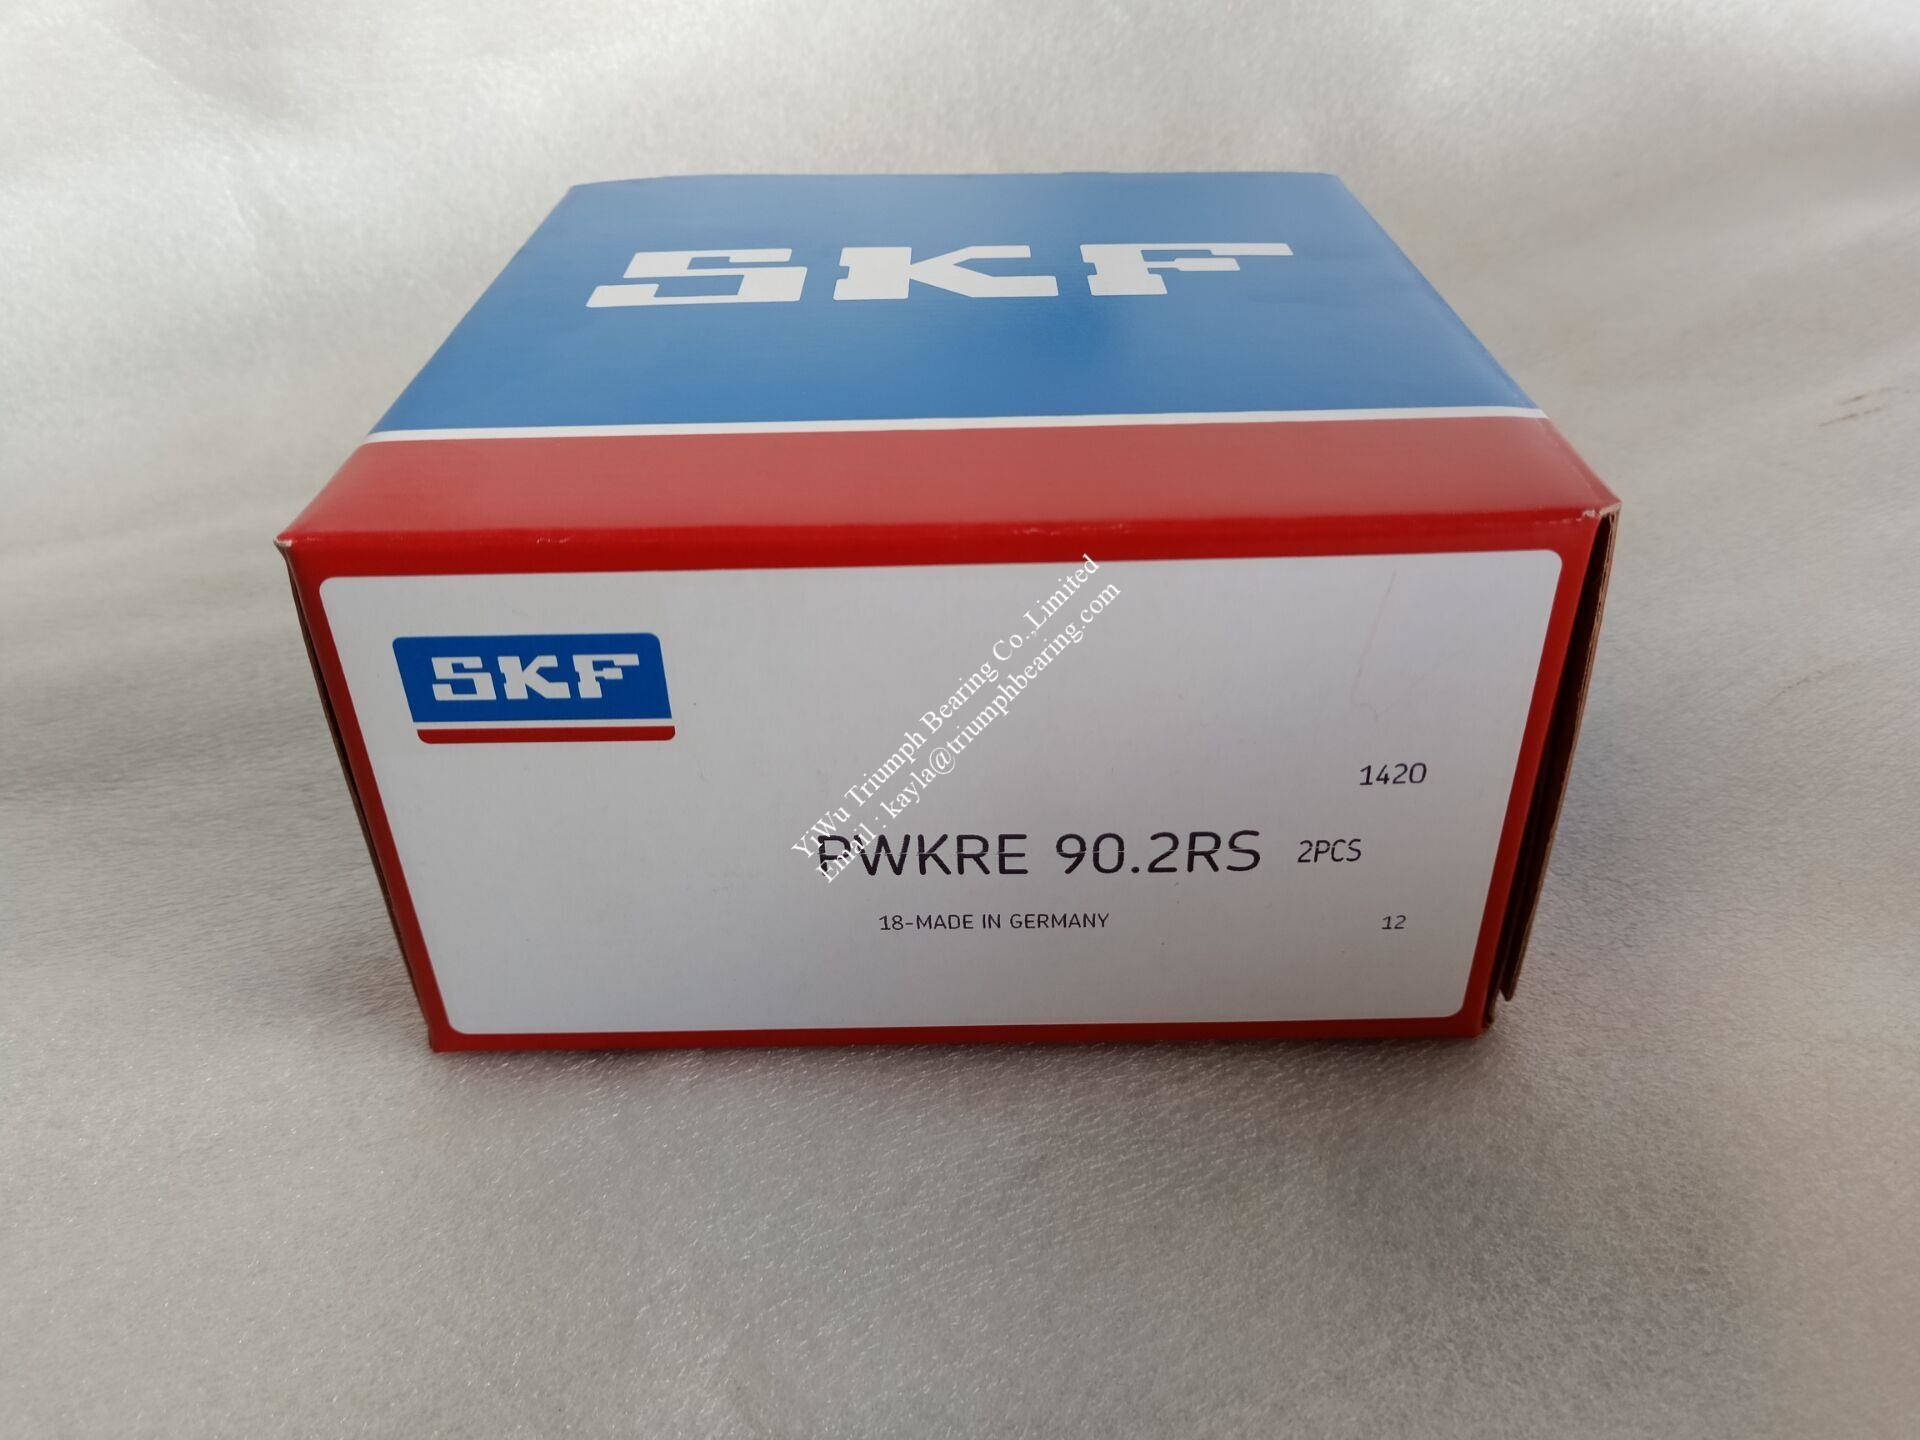 SKF
SKF
YiWu Triumph Bearing Co.,Limited
Email : kayla@triumphbearing.com
1420
PWKRE 90.2RS 2PCS
18-MADE IN GERMANY 12